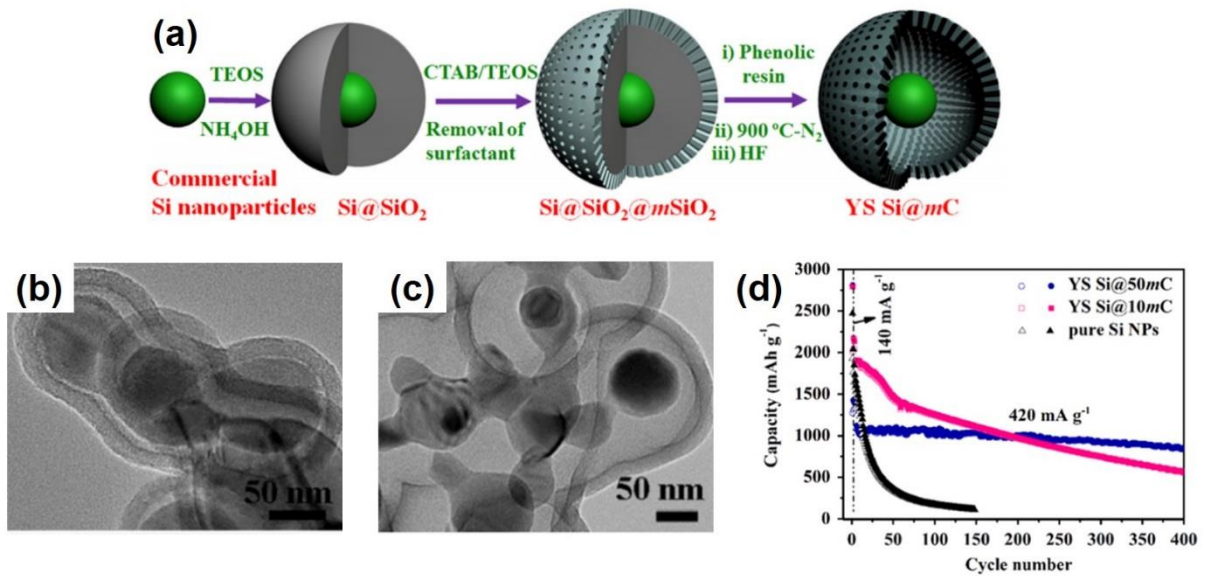 (a)
TEOS
NH₄OH
CTAB/TEOS
Removal of
surfactant
i) Phenolic
resin
ii) 900 ºC-N₂
iii) HF
Commercial
Si nanoparticles
Si@SiO₂
Si@SiO₂@mSiO₂
YS Si@mC
(b)
50 nm
(c)
50 nm
(d)
Capacity (mAh g⁻¹)
3000
2500
2000
1500
1000
500
0
140 mA g⁻¹
YS Si@50mC
YS Si@10mC
pure Si NPs
420 mA g⁻¹
0 50 100 150 200 250 300 350 400
Cycle number